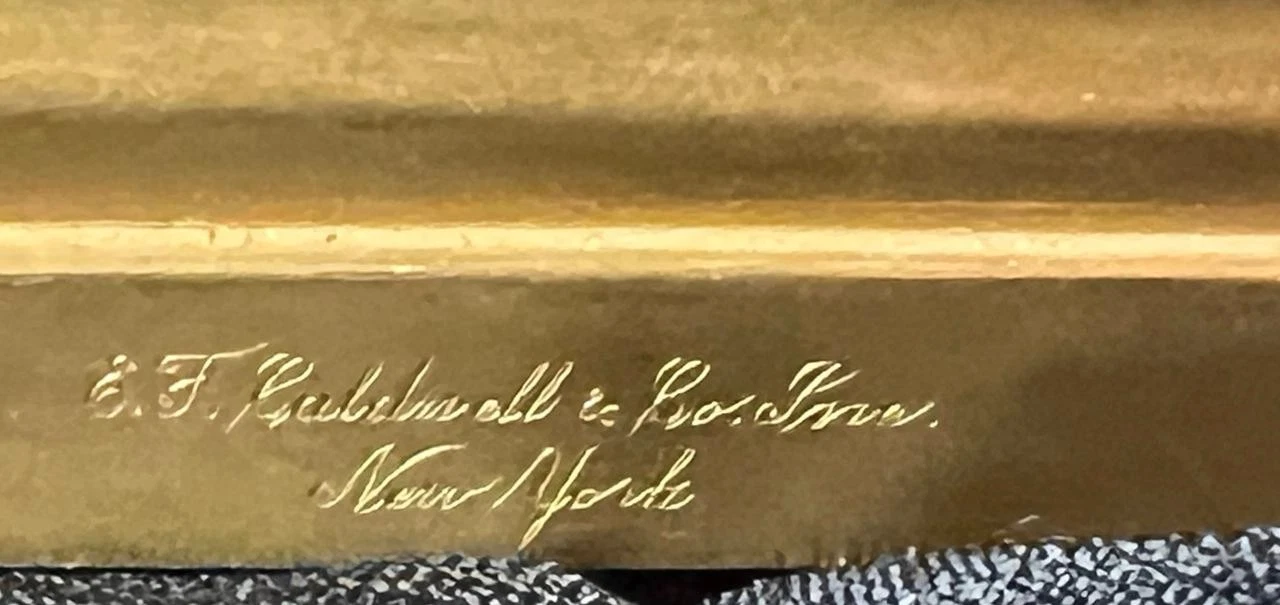 E. F. Caldwell & Co. Inc.
New York